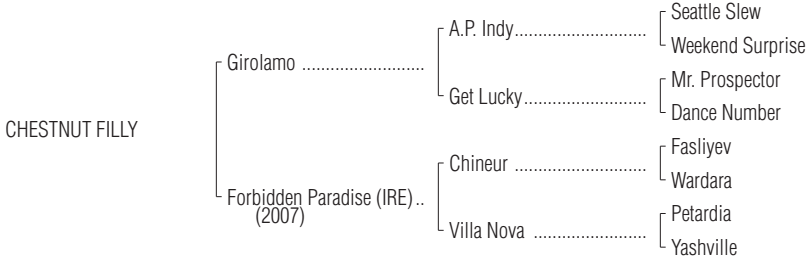 Seattle Slew
A.P. Indy..............................
Weekend Surprise
Girolamo ...........................
Mr. Prospector
Get Lucky...........................
Dance Number
CHESTNUT FILLY
Fasliyev
Chineur .............................
Wardara
Forbidden Paradise (IRE)..
(2007)
Petardia
Villa Nova .........................
Yashville